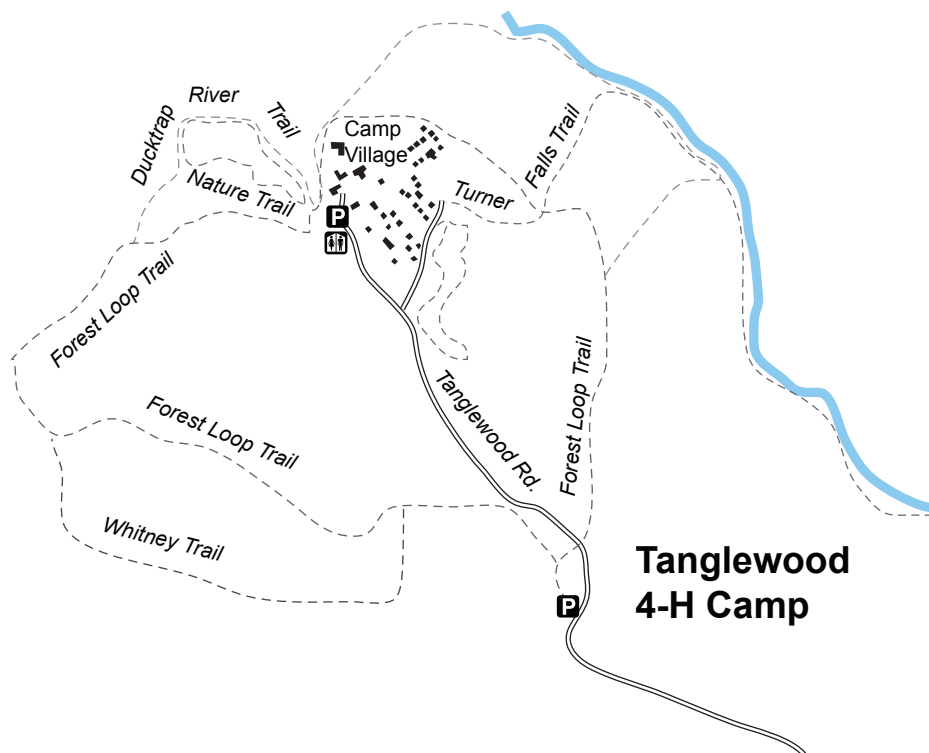 River
Ducktrap
Trail
Camp
Village
Falls Trail
Nature Trail
Turner
P
Forest Loop Trail
Forest Loop Trail
Tanglewood Rd.
Forest Loop Trail
Whitney Trail
Tanglewood
4-H Camp
P